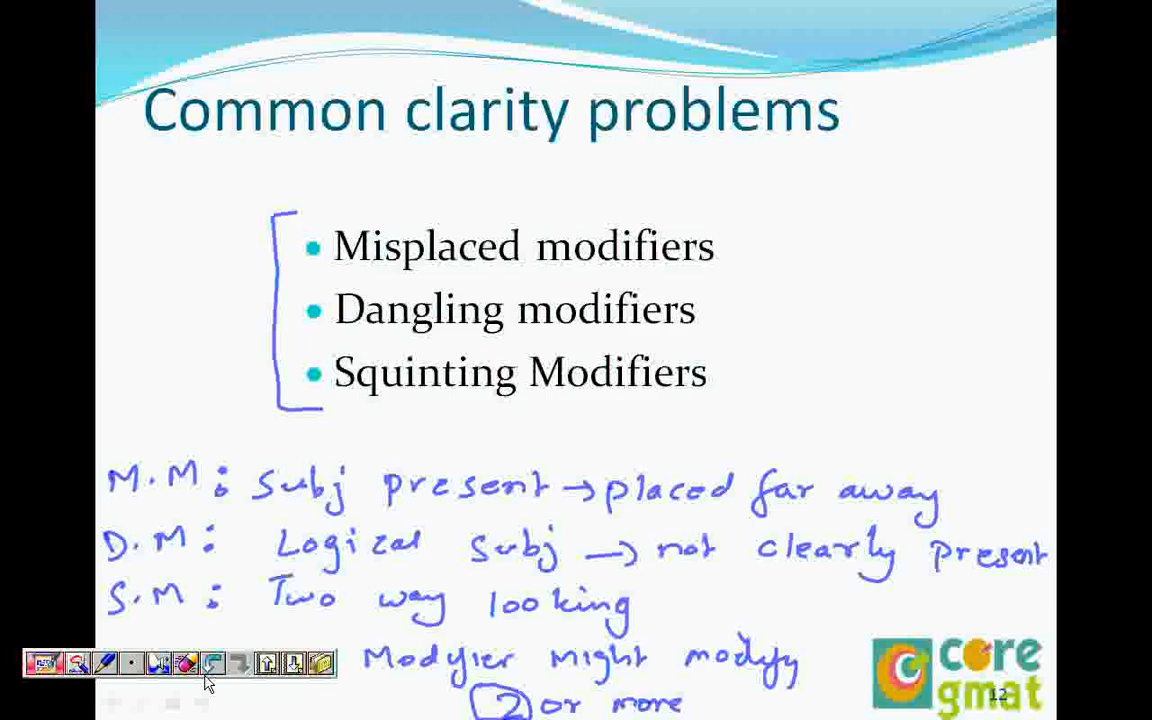 Common clarity problems
• Misplaced modifiers
• Dangling modifiers
• Squinting Modifiers
M.M: Subj present → placed far away
D.M: Logical Subj → not clearly present
S.M: Two way looking
Modifier might modify
2 or more
core
gmat
12